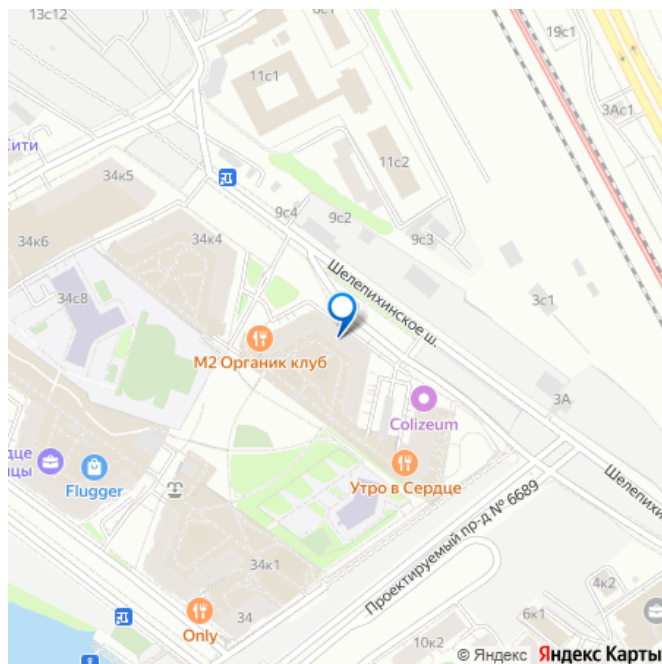 13с12
6с1
19с1
11с1
3Ас1
Сити
11с2
34к5
9с4
9с2
34к6
34к4
9с3
Шелепихинское ш.
34с8
3с1
М2 Органик клуб
3А
Colizeum
дце
ицы
Flugger
Утро в Сердце
Шелепихи
Проектируемый пр-д № 6689
34к1
4к2
34
6к1
Only
10к2
© Яндекс Яндекс Карты